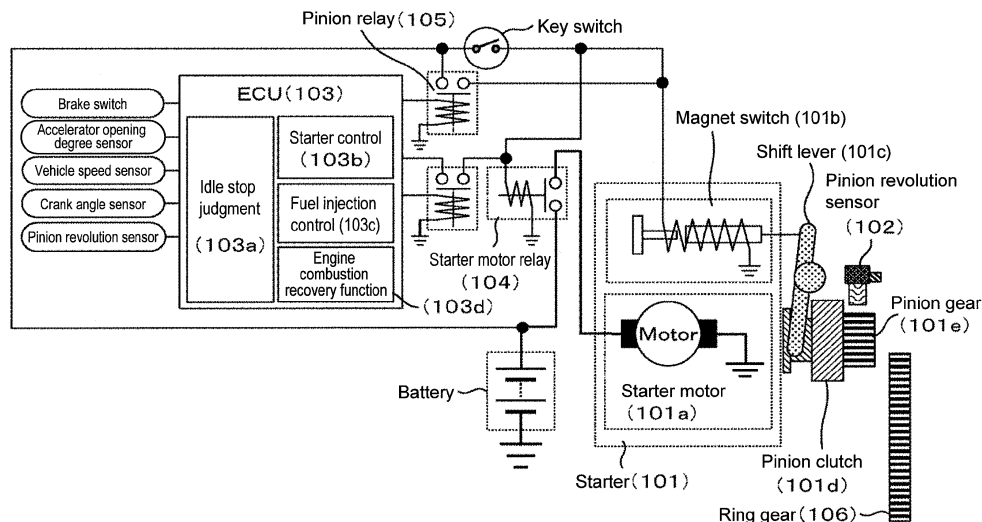 Pinion relay (105)
Key switch
ECU(103)
Brake switch
Accelerator opening
degree sensor
Vehicle speed sensor
Crank angle sensor
Pinion revolution sensor
Idle stop
judgment
(103a)
Starter control
(103b)
Fuel injection
control (103c)
Engine
combustion
recovery function
(103d)
Starter motor relay
(104)
Magnet switch (101b)
Shift lever (101c)
Pinion revolution
sensor
(102)
Pinion gear
(101e)
Motor
Starter motor
(101a)
Battery
Starter(101)
Pinion clutch
(101d)
Ring gear (106)